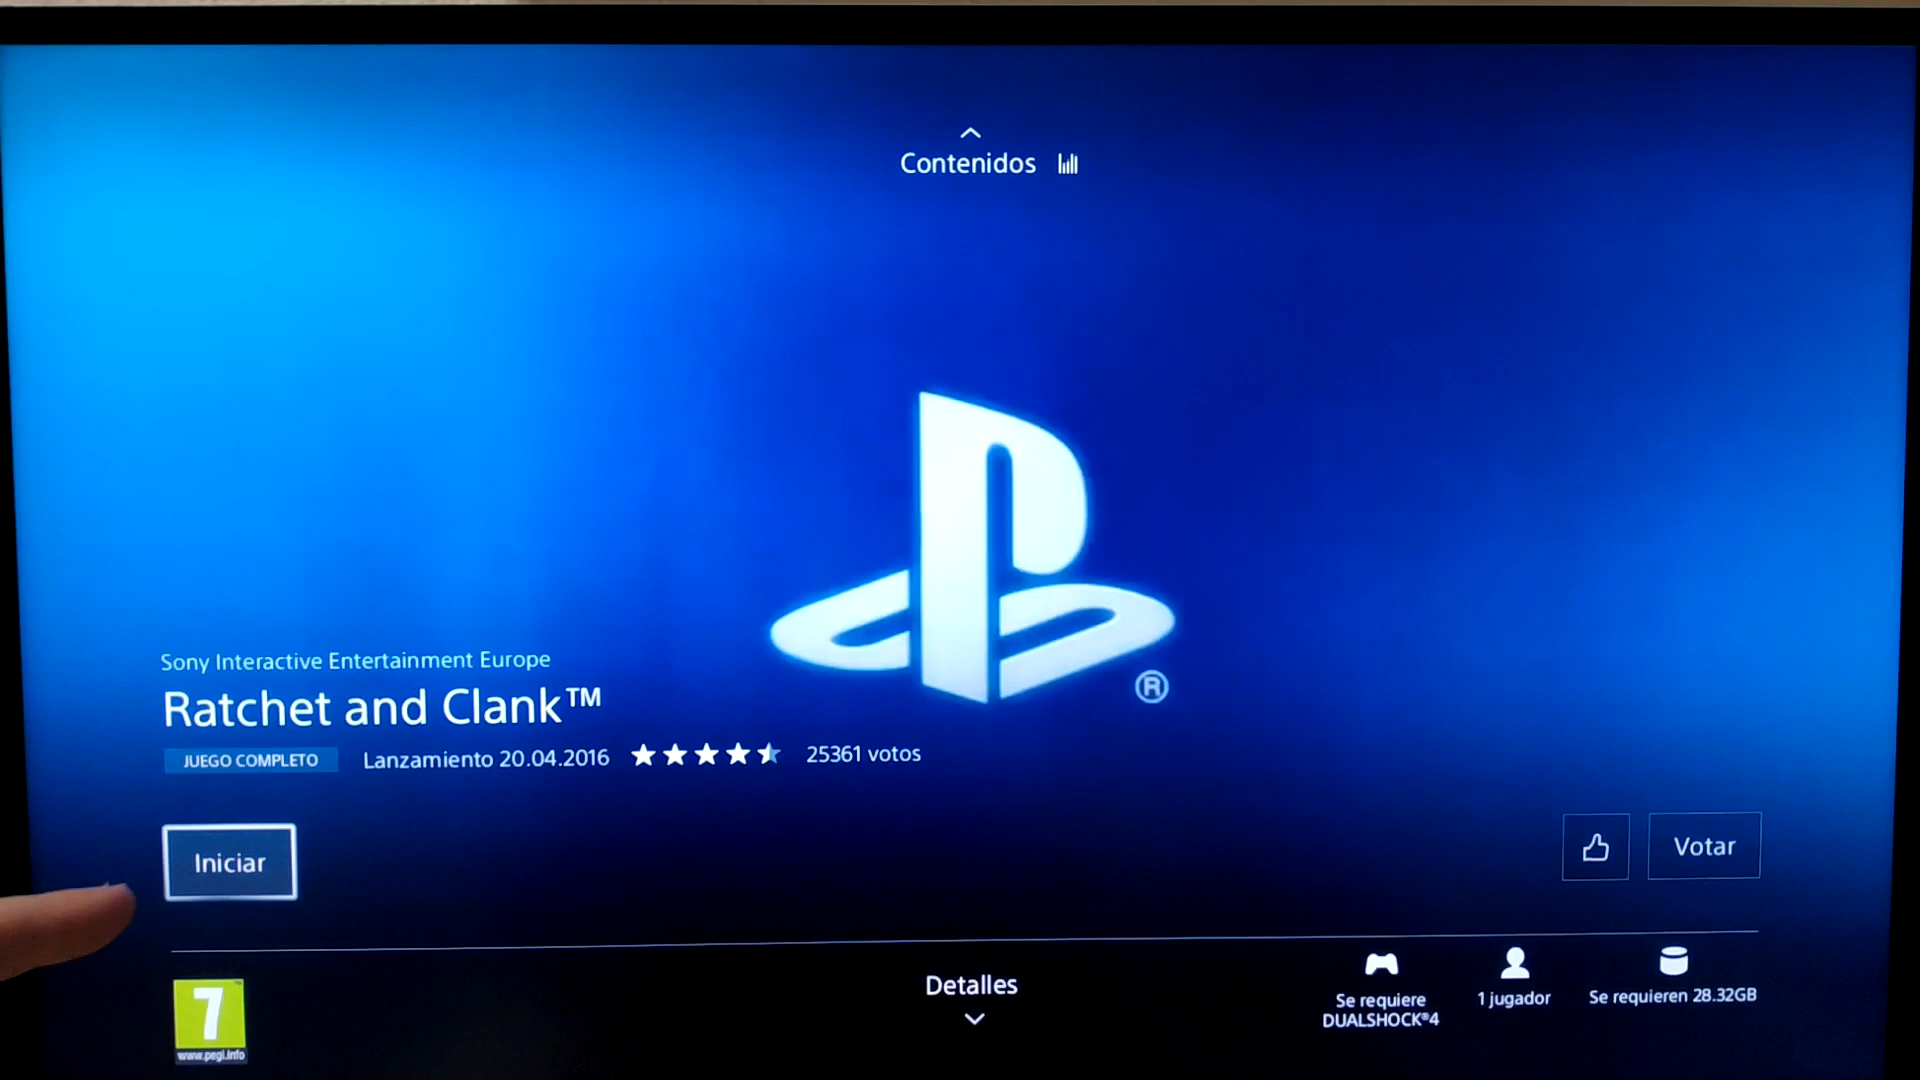 Contenidos
®
Sony Interactive Entertainment Europe
Ratchet and Clank™
JUEGO COMPLETO Lanzamiento 20.04.2016 25361 votos
Iniciar
Votar
7
www.pegi.info
Detalles
Se requiere
DUALSHOCK®4
1 jugador
Se requieren 28.32GB